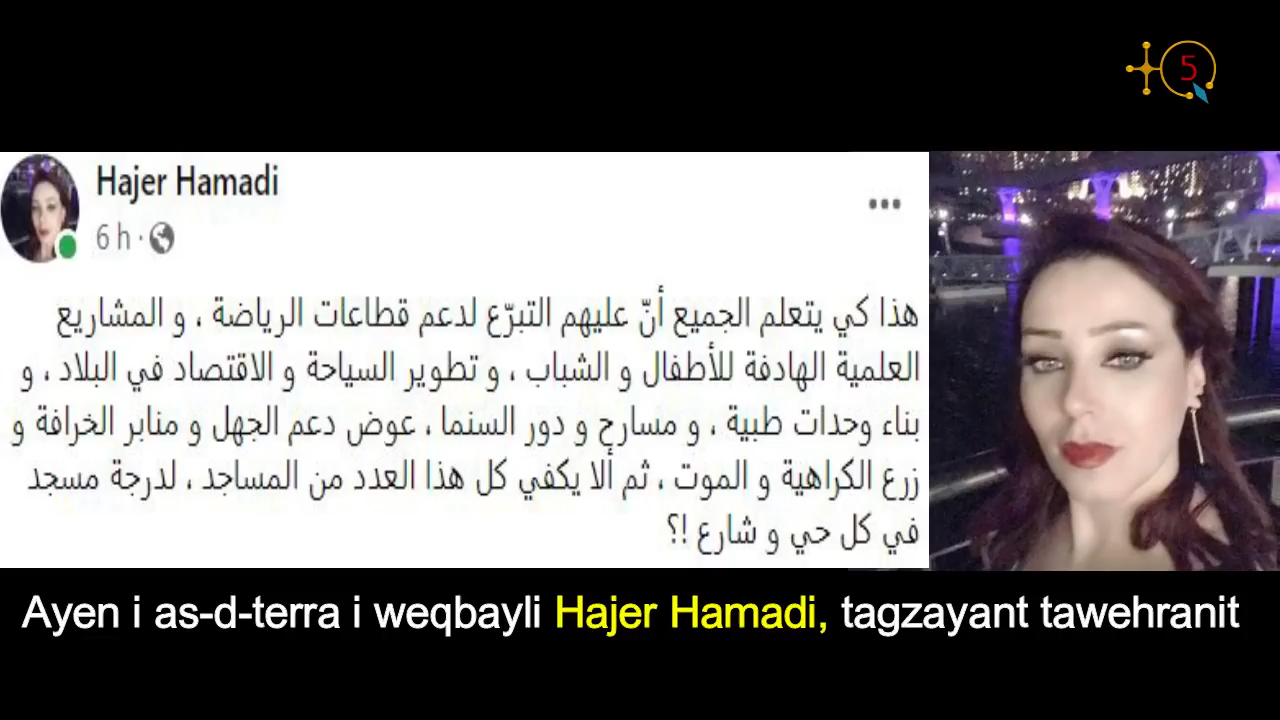 5
Hajer Hamadi
6 h ·
هذا كي يتعلم الجميع أنّ عليهم التبرّع لدعم قطاعات الرياضة ، و المشاريع
العلمية الهادفة للأطفال و الشباب ، و تطوير السياحة و الاقتصاد في البلاد ، و
بناء وحدات طبية ، و مسارح و دور السنما ، عوض دعم الجهل و منابر الخرافة و
زرع الكراهية و الموت ، ثم ألا يكفي كل هذا العدد من المساجد ، لدرجة مسجد
في كل حي و شارع !؟
Ayen i as-d-terra i weqbayli Hajer Hamadi, tagzayant tawehranit